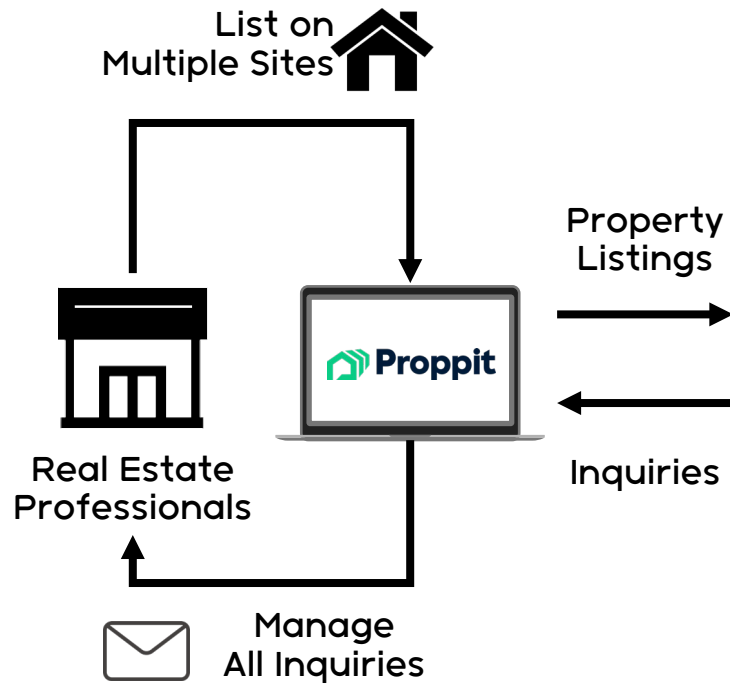 List on
Multiple Sites
Property
Listings
Proppit
Real Estate
Professionals
Inquiries
Manage
All Inquiries